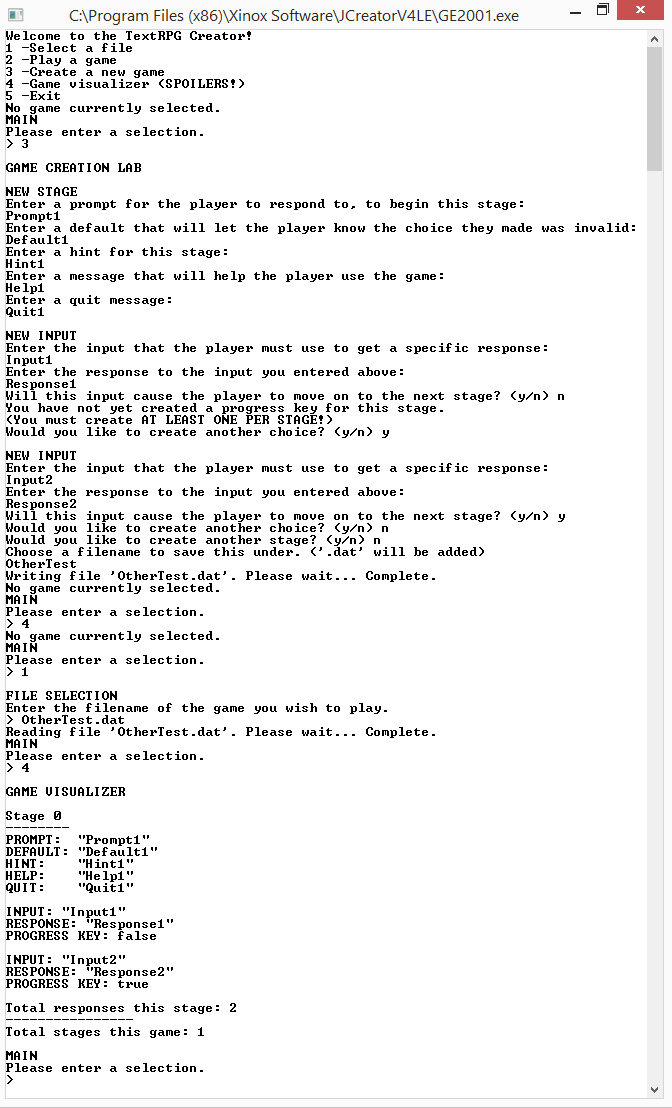 C:\Program Files (x86)\Xinox Software\JCreatorV4LE\GE2001.exe
Welcome to the TextRPG Creator!
1 -Select a file
2 -Play a game
3 -Create a new game
4 -Game visualizer (SPOILERS!)
5 -Exit
No game currently selected.
MAIN
Please enter a selection.
> 3
GAME CREATION LAB
NEW STAGE
Enter a prompt for the player to respond to, to begin this stage:
Prompt1
Enter a default that will let the player know the choice they made was invalid:
Default1
Enter a hint for this stage:
Hint1
Enter a message that will help the player use the game:
Help1
Enter a quit message:
Quit1
NEW INPUT
Enter the input that the player must use to get a specific response:
Input1
Enter the response to the input you entered above:
Response1
Will this input cause the player to move on to the next stage? (y/n) n
You have not yet created a progress key for this stage.
(You must create AT LEAST ONE PER STAGE!)
Would you like to create another choice? (y/n) y
NEW INPUT
Enter the input that the player must use to get a specific response:
Input2
Enter the response to the input you entered above:
Response2
Will this input cause the player to move on to the next stage? (y/n) y
Would you like to create another choice? (y/n) n
Would you like to create another stage? (y/n) n
Choose a filename to save this under. ('.dat' will be added)
OtherTest
Writing file 'OtherTest.dat'. Please wait... Complete.
No game currently selected.
MAIN
Please enter a selection.
> 4
No game currently selected.
MAIN
Please enter a selection.
> 1
FILE SELECTION
Enter the filename of the game you wish to play.
> OtherTest.dat
Reading file 'OtherTest.dat'. Please wait... Complete.
MAIN
Please enter a selection.
> 4
GAME VISUALIZER
Stage 0
--------
PROMPT:  "Prompt1"
DEFAULT: "Default1"
HINT:    "Hint1"
HELP:    "Help1"
QUIT:    "Quit1"
INPUT: "Input1"
RESPONSE: "Response1"
PROGRESS KEY: false
INPUT: "Input2"
RESPONSE: "Response2"
PROGRESS KEY: true
Total responses this stage: 2
----------------
Total stages this game: 1
MAIN
Please enter a selection.
>